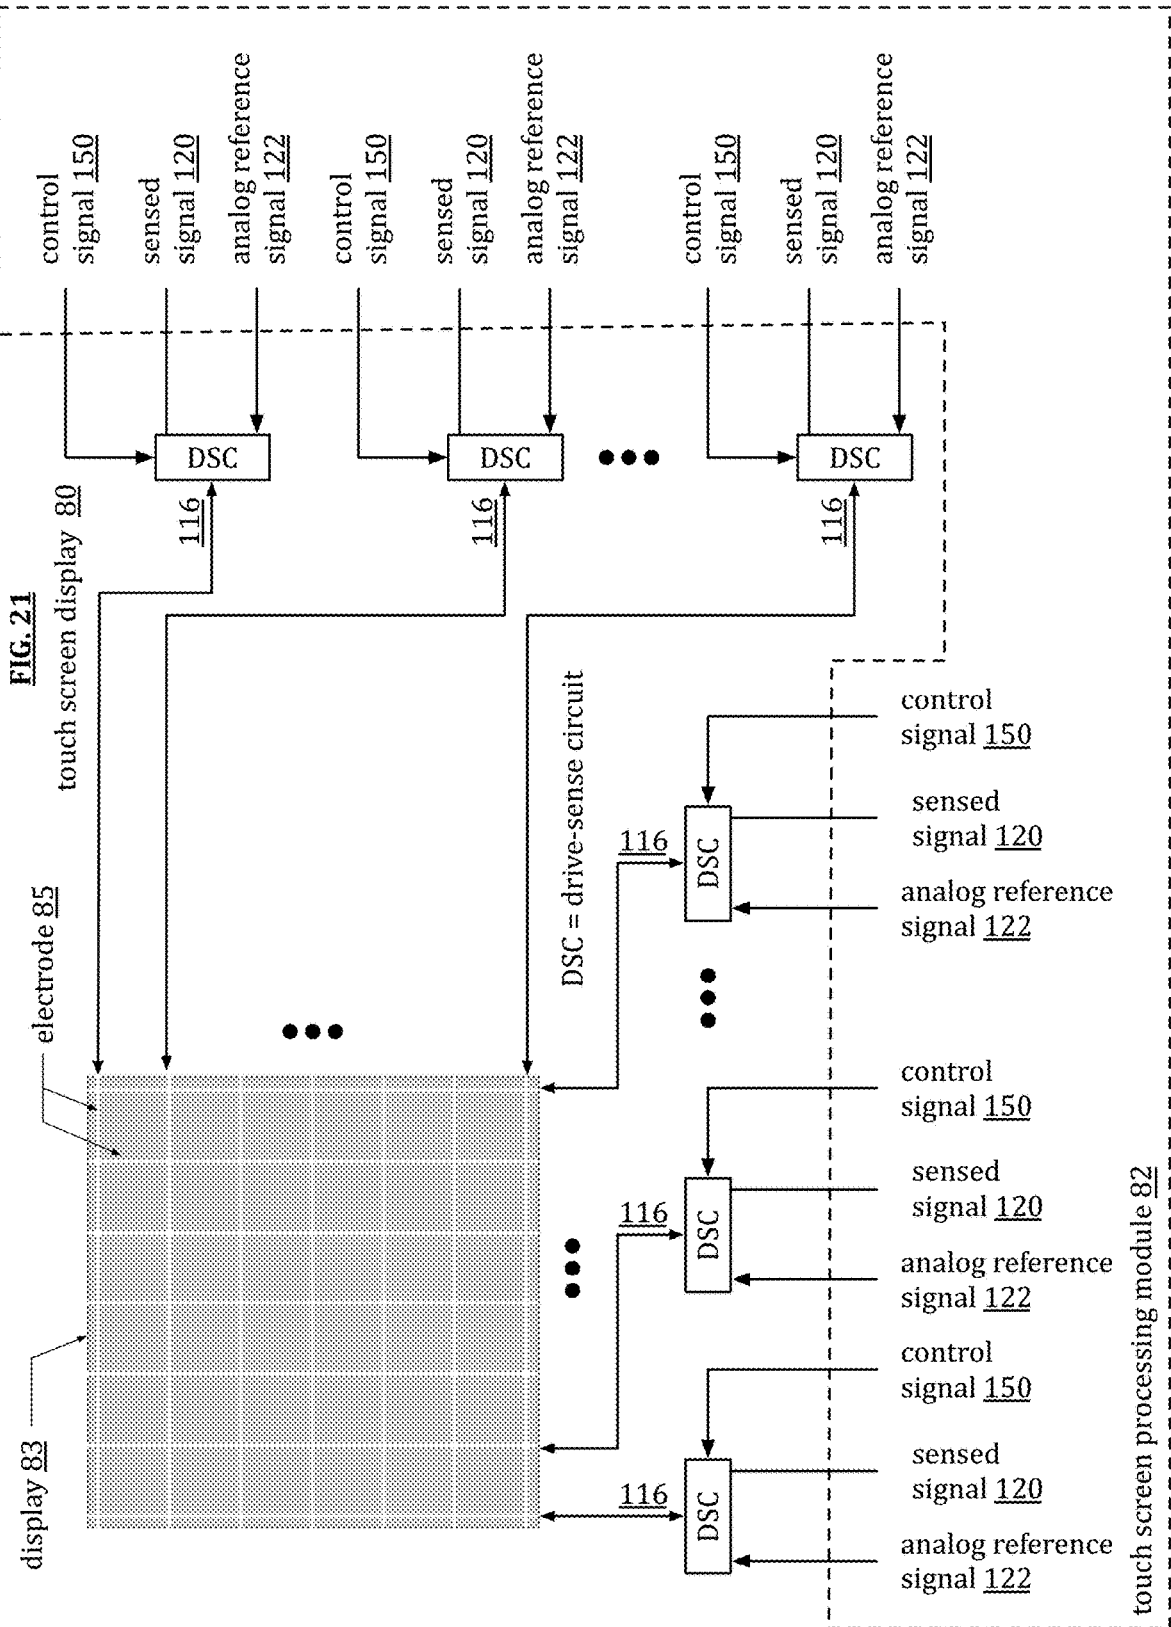 FIG. 21
touch screen display 80
display 83
electrode 85
control
signal 150
sensed
signal 120
analog reference
signal 122
control
signal 150
sensed
signal 120
analog reference
signal 122
control
signal 150
sensed
signal 120
analog reference
signal 122
DSC
DSC
DSC
116
116
116
DSC = drive-sense circuit
116
116
116
DSC
DSC
DSC
analog reference
signal 122
sensed
signal 120
control
signal 150
analog reference
signal 122
sensed
signal 120
control
signal 150
analog reference
signal 122
sensed
signal 120
control
signal 150
touch screen processing module 82